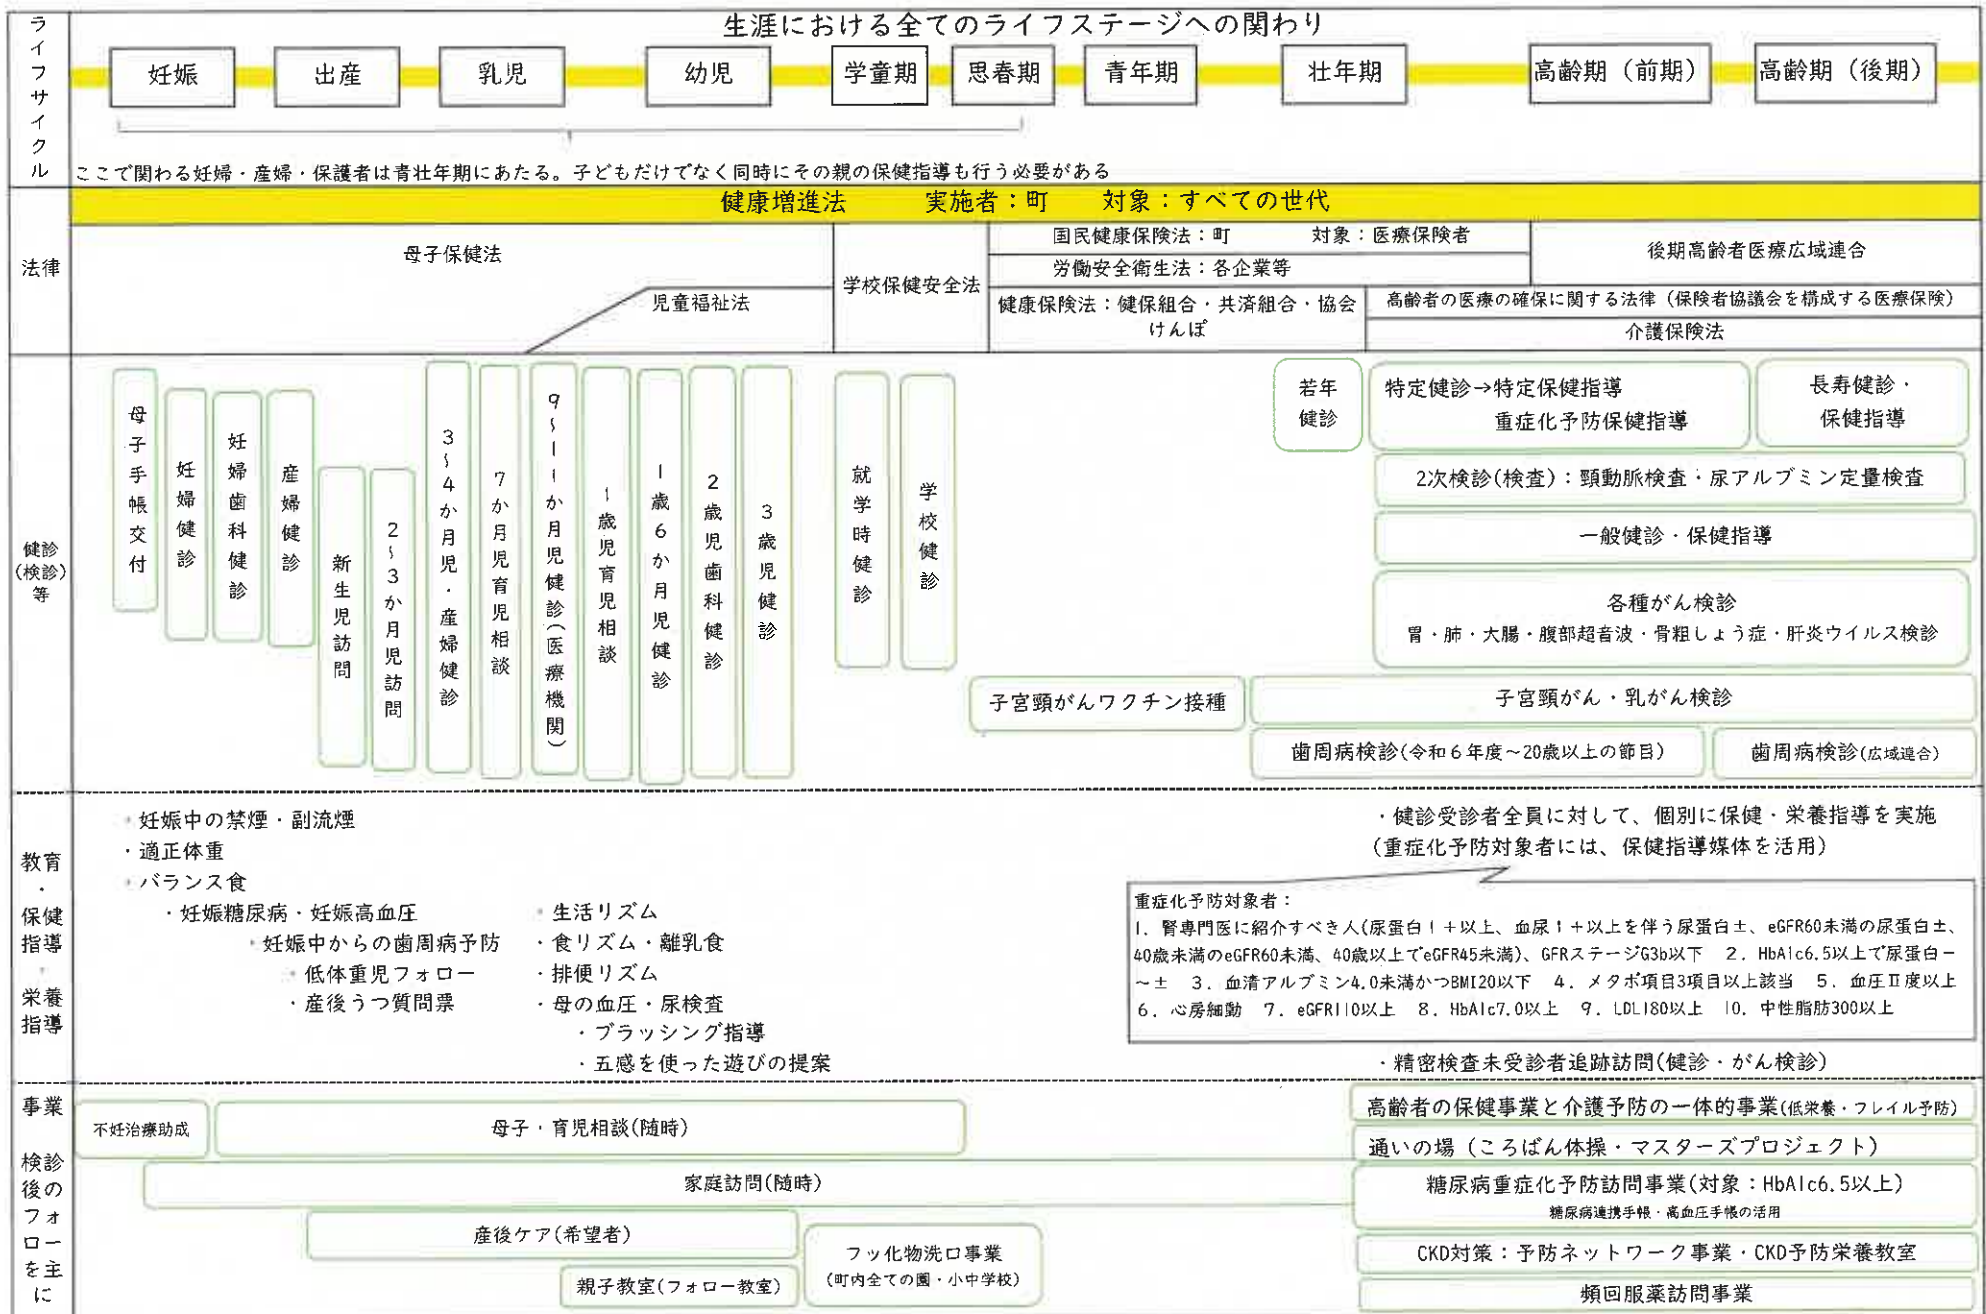 生涯における全てのライフステージへの関わり
ライフサイクル
妊娠
出産
乳児
幼児
学童期
思春期
青年期
壮年期
高齢期（前期）
高齢期（後期）
ここで関わる妊婦・産婦・保護者は青壮年期にあたる。子どもだけでなく同時にその親の保健指導も行う必要がある
健康増進法　実施者：町　対象：すべての世代
法律
母子保健法
児童福祉法
学校保健安全法
国民健康保険法：町　対象：医療保険者
労働安全衛生法：各企業等
健康保険法：健保組合・共済組合・協会
けんぽ
後期高齢者医療広域連合
高齢者の医療の確保に関する法律（保険者協議会を構成する医療保険）
介護保険法
健診
(検診)
等
母子手帳交付
妊婦健診
妊婦歯科健診
産婦健診
新生児訪問
2～3か月児訪問
3～4か月児・産婦健診
7か月児育児相談
9～11か月児健診(医療機関)
1歳児育児相談
1歳6か月児健診
2歳児歯科健診
3歳児健診
就学時健診
学校健診
若年
健診
特定健診→特定保健指導
重症化予防保健指導
長寿健診・
保健指導
2次検診(検査)：頸動脈検査・尿アルブミン定量検査
一般健診・保健指導
各種がん検診
胃・肺・大腸・腹部超音波・骨粗しょう症・肝炎ウイルス検診
子宮頸がんワクチン接種
子宮頸がん・乳がん検診
歯周病検診(令和6年度～20歳以上の節目)
歯周病検診(広域連合)
教育
・
保健
指導
・
栄養
指導
・妊娠中の禁煙・副流煙
・適正体重
・バランス食
・妊娠糖尿病・妊娠高血圧
・妊娠中からの歯周病予防
・低体重児フォロー
・産後うつ質問票
・生活リズム
・食リズム・離乳食
・排便リズム
・母の血圧・尿検査
・ブラッシング指導
・五感を使った遊びの提案
・健診受診者全員に対して、個別に保健・栄養指導を実施
(重症化予防対象者には、保健指導媒体を活用)
重症化予防対象者：
1. 腎専門医に紹介すべき人(尿蛋白1＋以上、血尿1＋以上を伴う尿蛋白±、eGFR60未満の尿蛋白±、
40歳未満のeGFR60未満、40歳以上でeGFR45未満)、GFRステージG3b以下　2. HbA1c6.5以上で尿蛋白－
～±　3. 血清アルブミン4.0未満かつBMI20以下　4. メタボ項目3項目以上該当　5. 血圧Ⅱ度以上
6. 心房細動　7. eGFR110以上　8. HbA1c7.0以上　9. LDL180以上　10. 中性脂肪300以上
・精密検査未受診者追跡訪問(健診・がん検診)
事業
検診
後の
フォ
ロー
を主
に
不妊治療助成
母子・育児相談(随時)
家庭訪問(随時)
産後ケア(希望者)
親子教室(フォロー教室)
フッ化物洗口事業
(町内全ての園・小中学校)
高齢者の保健事業と介護予防の一体的事業(低栄養・フレイル予防)
通いの場（ころばん体操・マスターズプロジェクト）
糖尿病重症化予防訪問事業(対象：HbA1c6.5以上)
糖尿病連携手帳・高血圧手帳の活用
CKD対策：予防ネットワーク事業・CKD予防栄養教室
頻回服薬訪問事業